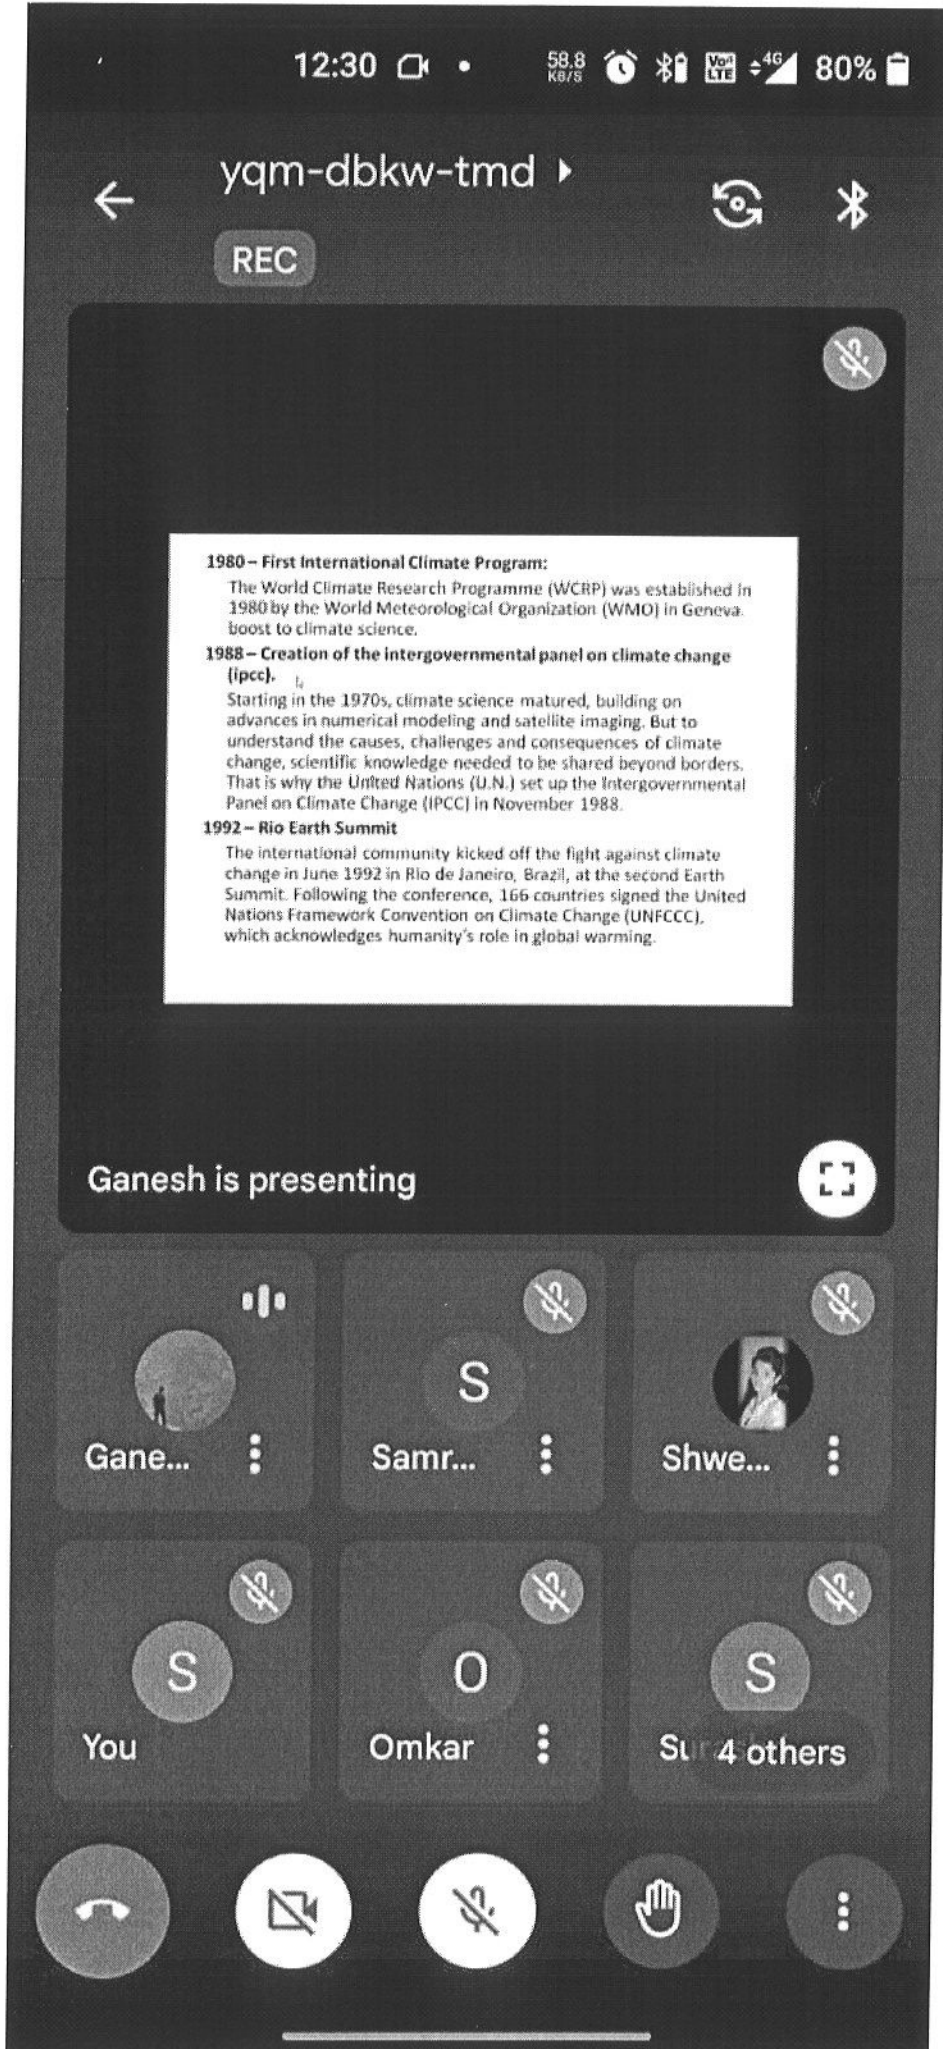 12:30
58.8
KB/S
Vo))
LTE
4G
80%
yqm-dbkw-tmd
REC
1980 – First International Climate Program:
The World Climate Research Programme (WCRP) was established in
1980 by the World Meteorological Organization (WMO) in Geneva.
boost to climate science.
1988 – Creation of the intergovernmental panel on climate change
(ipcc).
Starting in the 1970s, climate science matured, building on
advances in numerical modeling and satellite imaging. But to
understand the causes, challenges and consequences of climate
change, scientific knowledge needed to be shared beyond borders.
That is why the United Nations (U.N.) set up the Intergovernmental
Panel on Climate Change (IPCC) in November 1988.
1992 – Rio Earth Summit
The international community kicked off the fight against climate
change in June 1992 in Rio de Janeiro, Brazil, at the second Earth
Summit. Following the conference, 166 countries signed the United
Nations Framework Convention on Climate Change (UNFCCC),
which acknowledges humanity's role in global warming.
Ganesh is presenting
S
Gane...
Samr...
Shwe...
S
O
S
You
Omkar
4 others